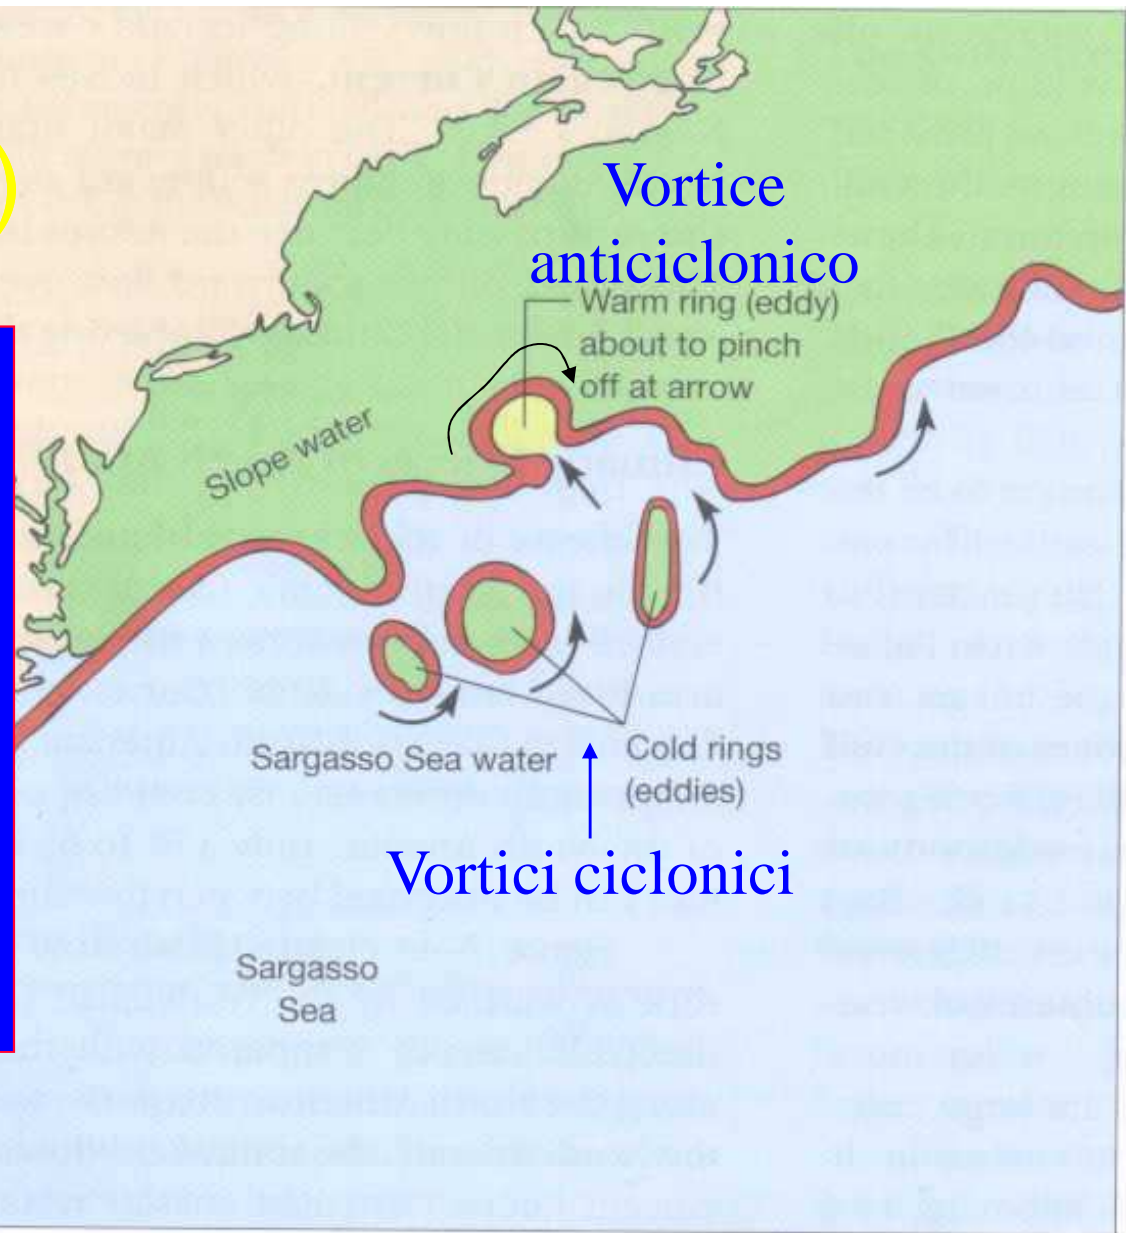 Vortice
anticiclonico
Warm ring (eddy)
about to pinch
off at arrow
Slope water
Sargasso Sea water
Cold rings
(eddies)
Vortici ciclonici
Sargasso
Sea